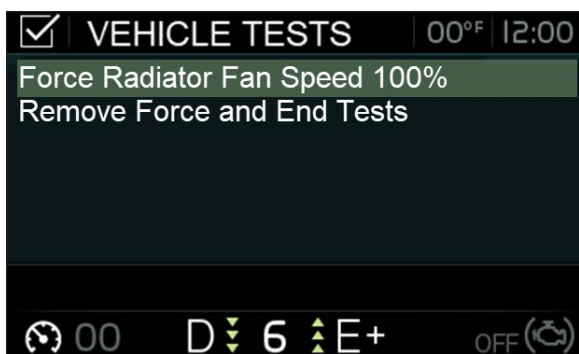 VEHICLE TESTS 00°F 12:00
Force Radiator Fan Speed 100%
Remove Force and End Tests
00 D 6 E+ OFF